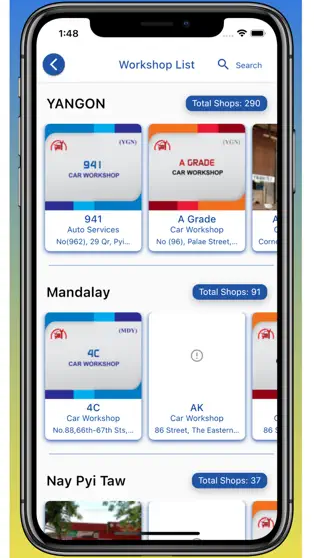 1:48
Workshop List
Search
YANGON
Total Shops: 290
(YGN)
941
CAR WORKSHOP
941
Auto Services
No(962), 29 Qr, Pyi...
(YGN)
A GRADE
CAR WORKSHOP
A Grade
Car Workshop
No (96), Palae Street,...
A
C
Corne
Mandalay
Total Shops: 91
(MDY)
4C
CAR WORKSHOP
4C
Car Workshop
No.88,66th-67th Sts,...
AK
Car Workshop
86 Street, The Eastern...
C
86 S
Nay Pyi Taw
Total Shops: 37